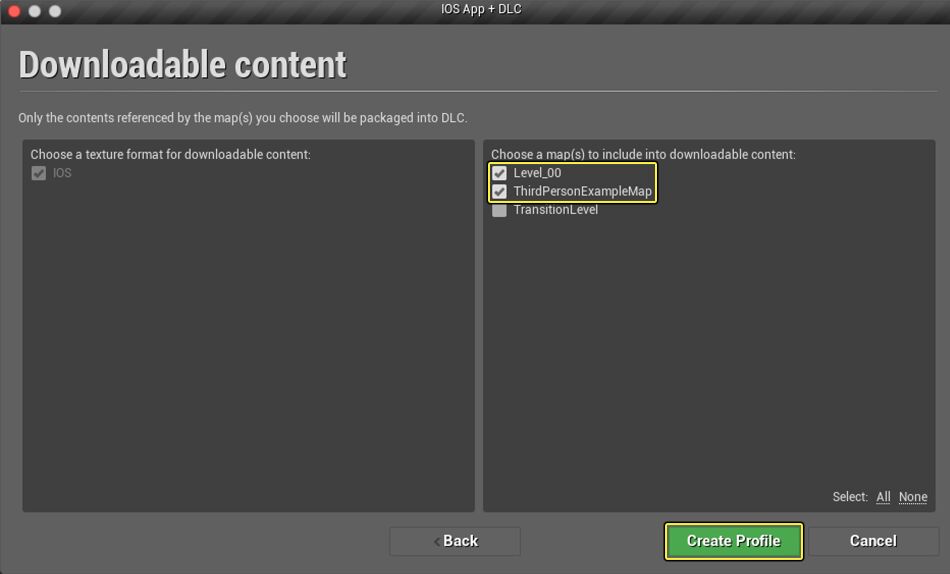 IOS App + DLC
Downloadable content
Only the contents referenced by the map(s) you choose will be packaged into DLC.
Choose a texture format for downloadable content:
IOS
Choose a map(s) to include into downloadable content:
Level_00
ThirdPersonExampleMap
TransitionLevel
Select: All None
< Back
Create Profile
Cancel